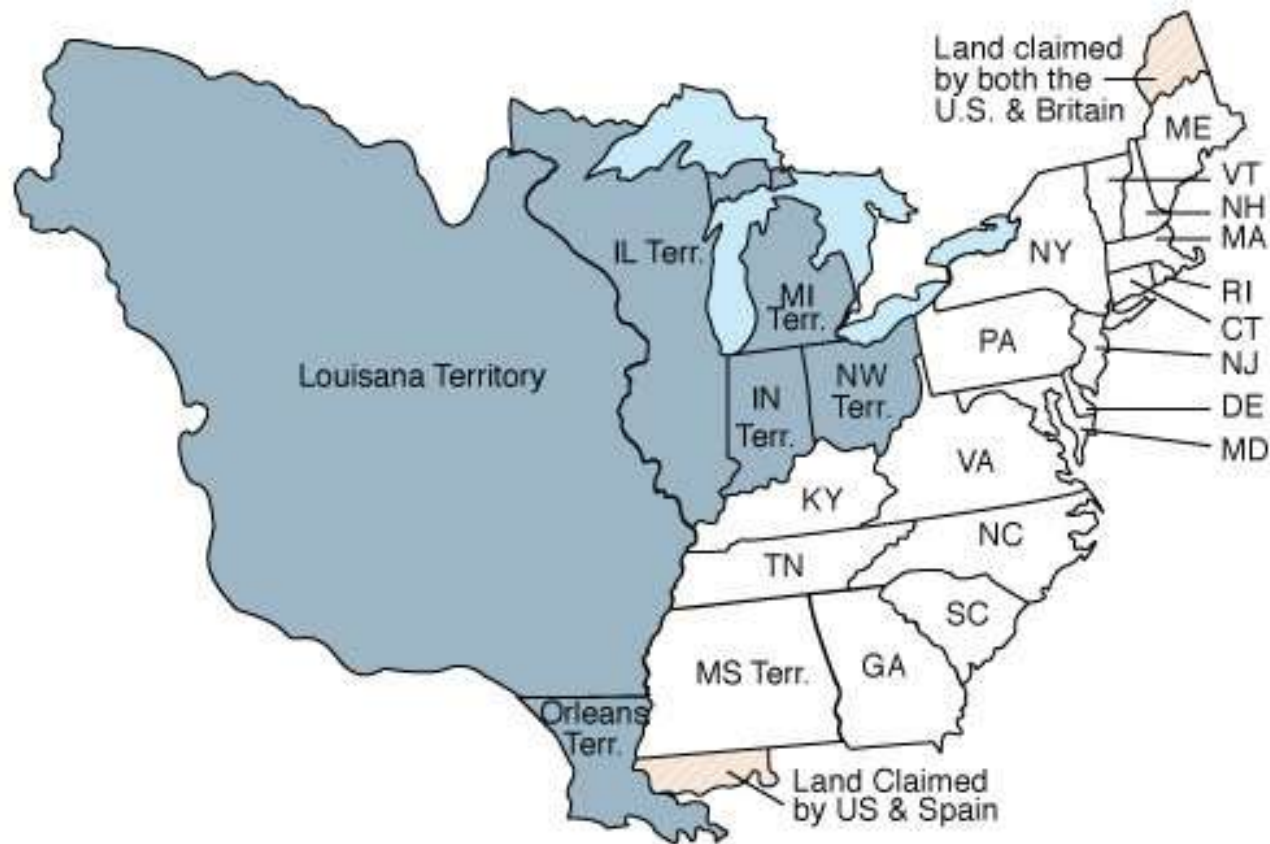 Land claimed
by both the
U.S. & Britain
ME
VT
NH
MA
IL Terr.
NY
RI
MI
Terr.
CT
PA
NJ
Louisana Territory
NW
Terr.
IN
Terr.
DE
MD
VA
KY
NC
TN
SC
MS Terr.
GA
Orleans
Terr.
Land Claimed
by US & Spain